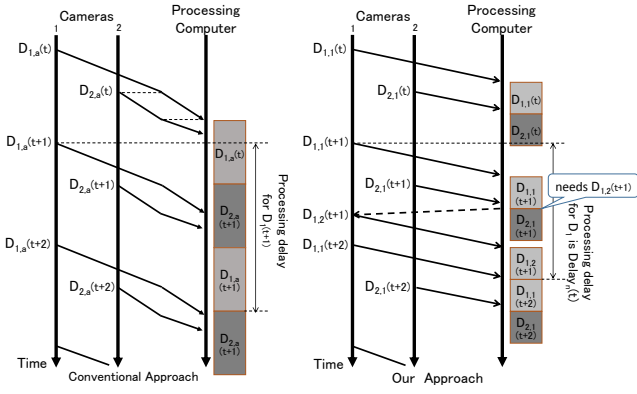 Cameras
Processing
Computer
1
2
D1,a(t)
D2,a(t)
D1,a(t+1)
D2,a(t+1)
D1,a(t+2)
D2,a(t+2)
D1,a(t)
D2,a
(t+1)
D1,a
(t+1)
D2,a
(t+1)
Processing delay
for D1(t+1)
Time
Conventional Approach
Cameras
Processing
Computer
1
2
D1,1(t)
D2,1(t)
D1,1(t+1)
D2,1(t+1)
D1,2(t+1)
D1,1(t+2)
D2,1(t+2)
D1,1(t)
D2,1(t)
D1,1
(t+1)
D2,1
(t+1)
D1,2
(t+1)
D1,1
(t+2)
D2,1
(t+2)
needs D1,2(t+1)
Processing delay
for D1 is Delayn(t)
Time
Our Approach